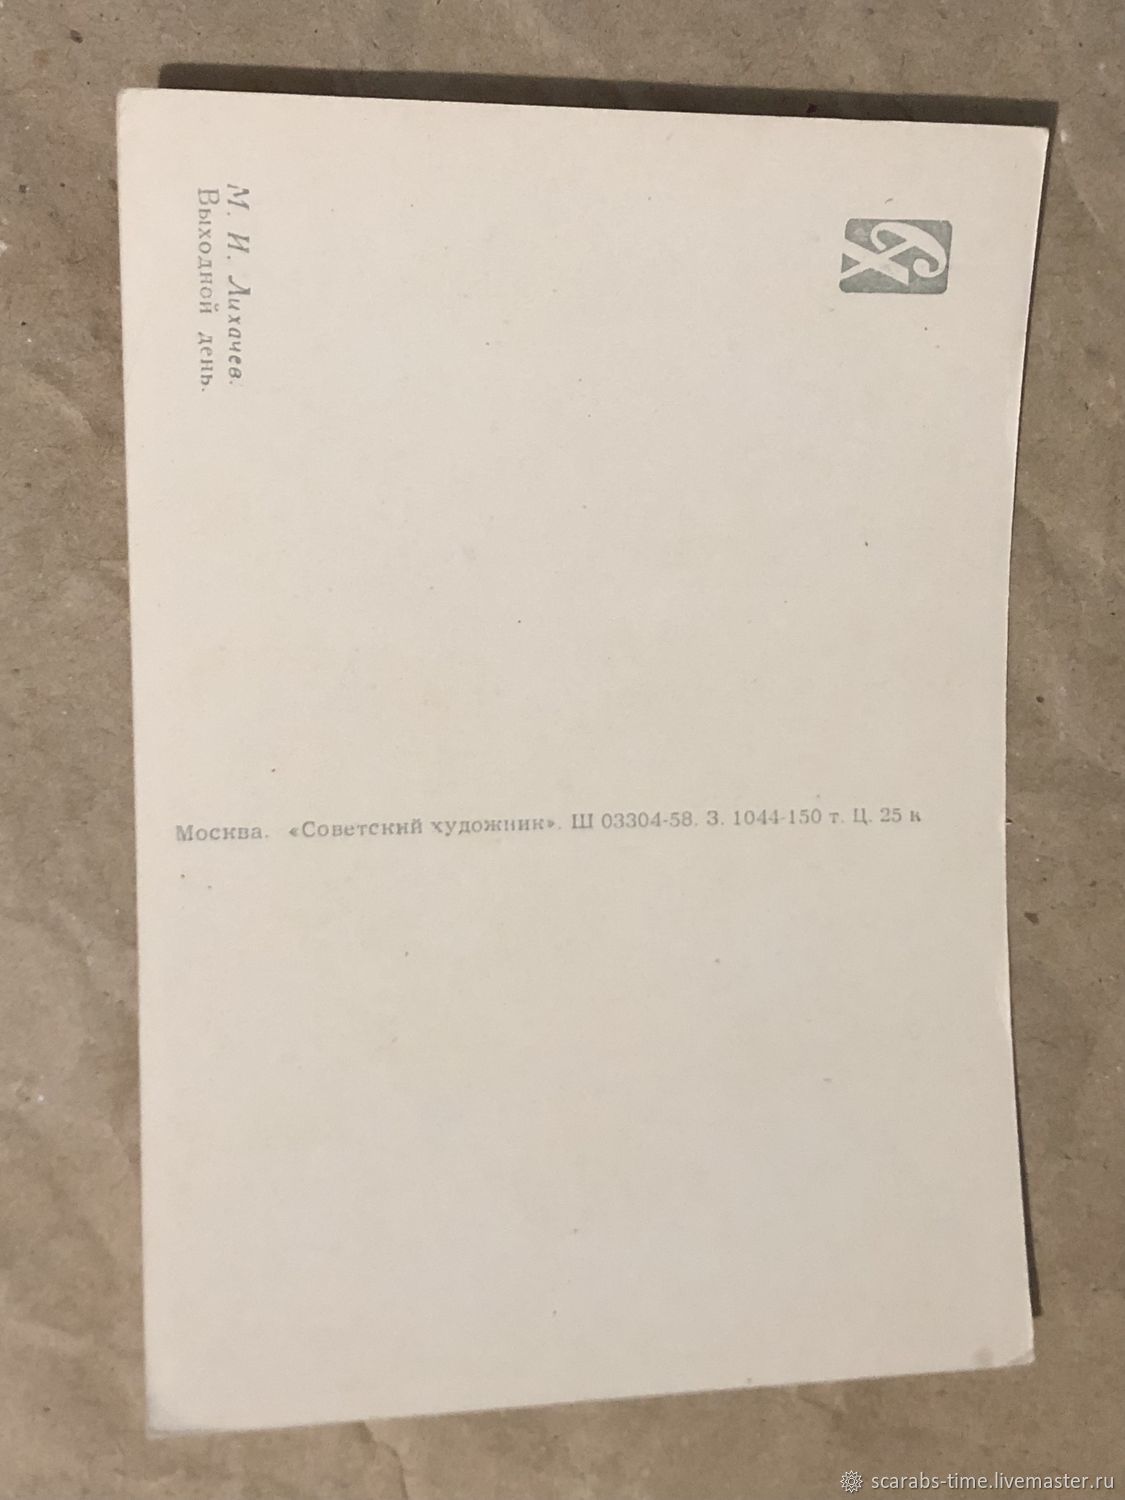 М. И. Лихачев.
Выходной день.
Москва. «Советский художник». Ш 03304-58. З. 1044-150 т. Ц. 25 к
scarabs-time.livemaster.ru